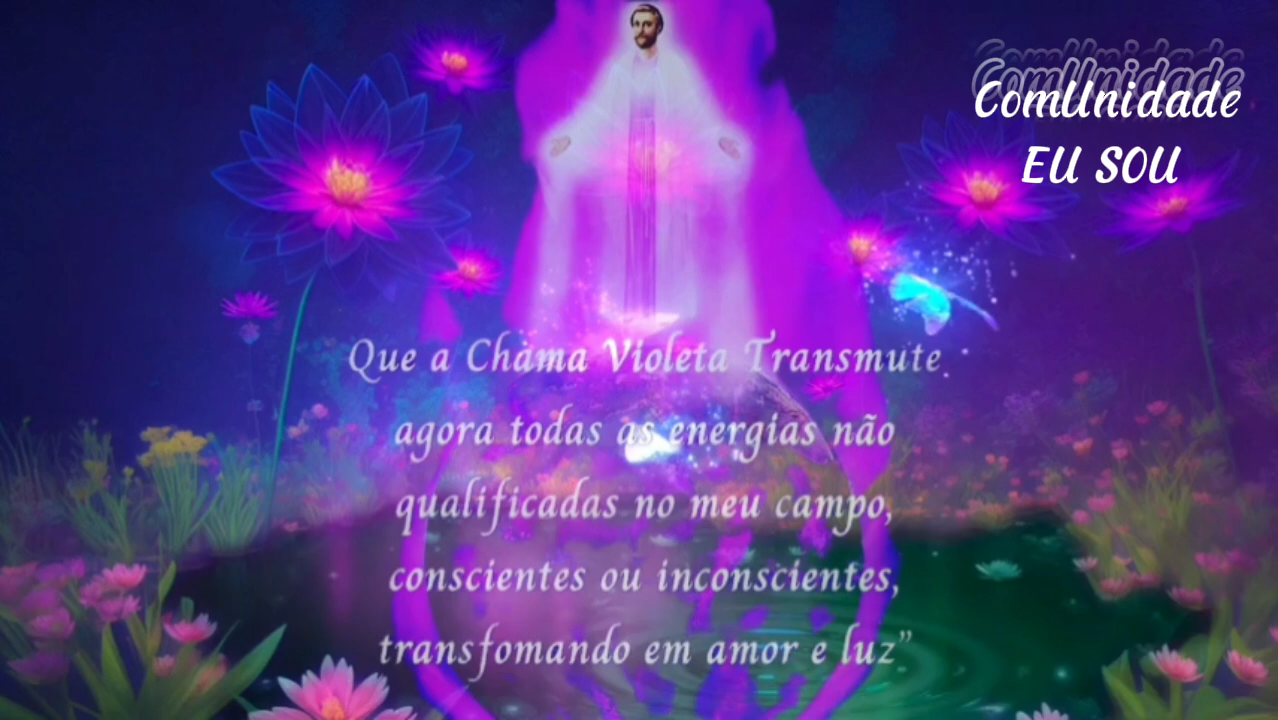 ComUnidade
EU SOU
Que a Chama Violeta Transmute
agora todas as energias não
qualificadas no meu campo,
conscientes ou inconscientes,
transfomando em amor e luz”